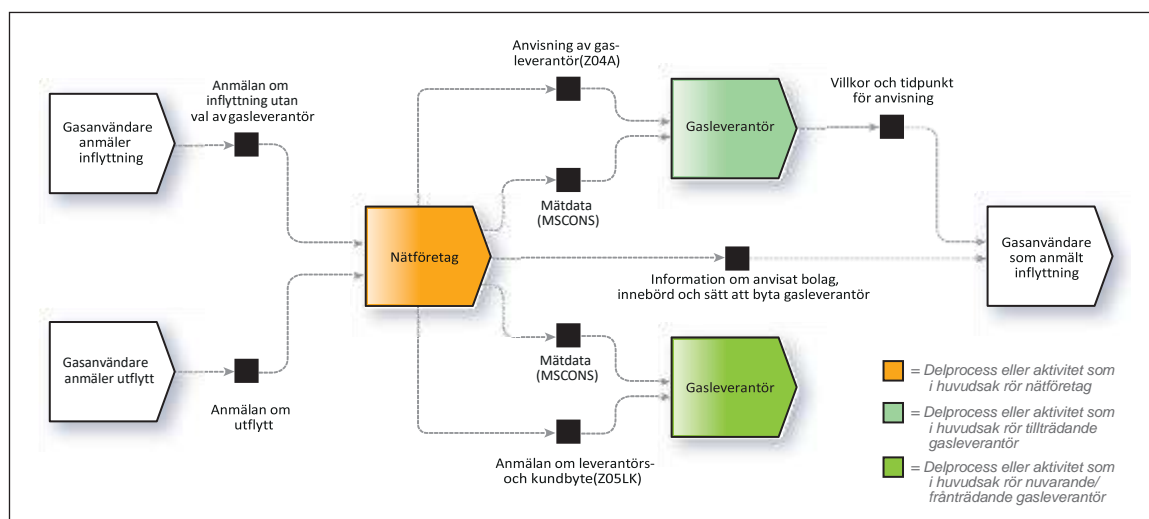 Gasanvändare
anmäler
inflyttning
Anmälan om
inflyttning utan
val av gasleverantör
Gasanvändare
anmäler utflytt
Anmälan om
utflytt
Nätföretag
Anvisning av gas-
leverantör(Z04A)
Mätdata
(MSCONS)
Gasleverantör
Villkor och tidpunkt
för anvisning
Information om anvisat bolag,
innebörd och sätt att byta gasleverantör
Gasanvändare
som anmält
inflyttning
Mätdata
(MSCONS)
Anmälan om leverantörs-
och kundbyte(Z05LK)
Gasleverantör
= Delprocess eller aktivitet som
i huvudsak rör nätföretag
= Delprocess eller aktivitet som
i huvudsak rör tillträdande
gasleverantör
= Delprocess eller aktivitet som
i huvudsak rör nuvarande/
frånträdande gasleverantör